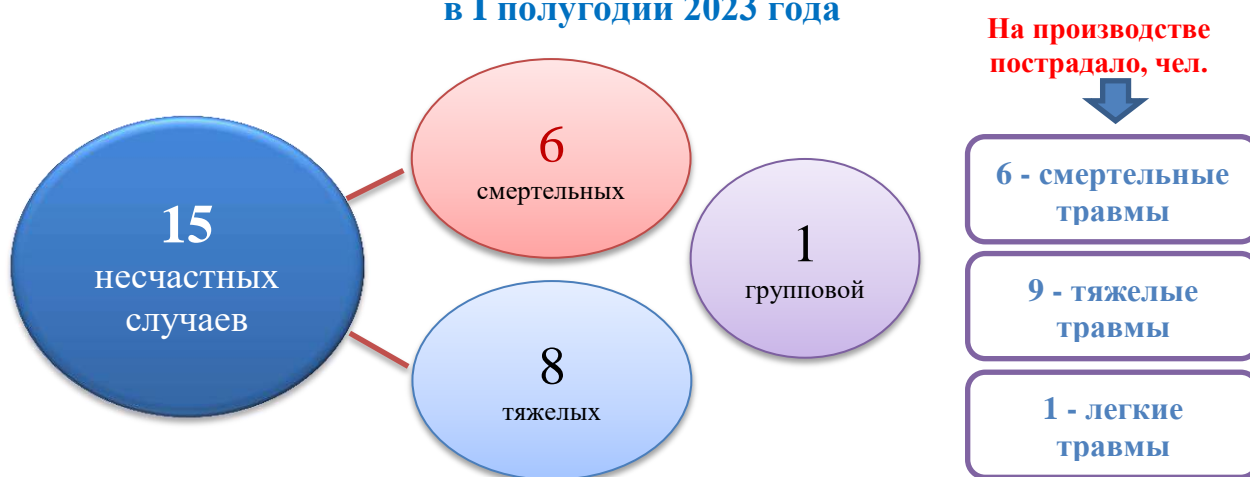 в I полугодии 2023 года
На производстве
пострадало, чел.
15
несчастных
случаев
6
смертельных
8
тяжелых
1
групповой
6 - смертельные
травмы
9 - тяжелые
травмы
1 - легкие
травмы